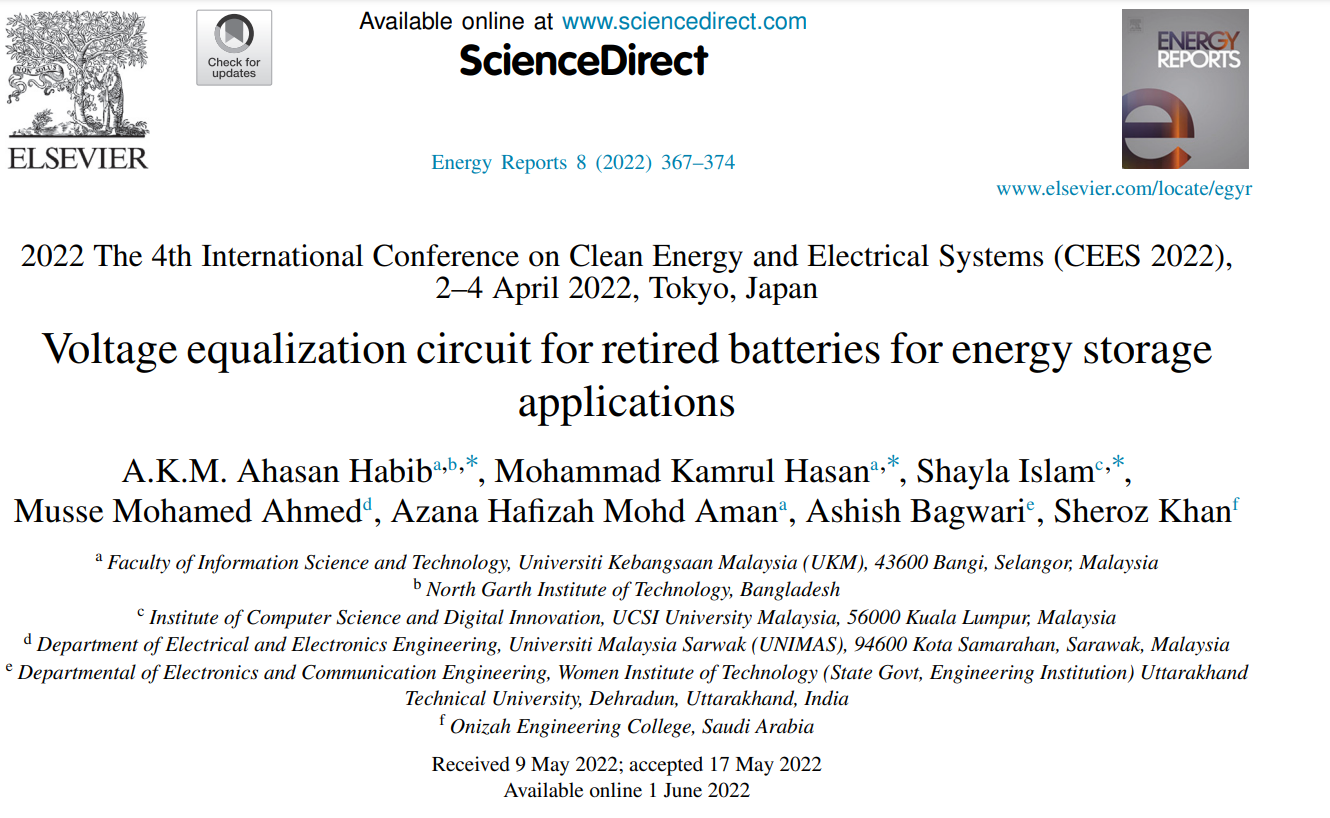 Available online at www.sciencedirect.com
ScienceDirect
Check for
updates
ENERGY
REPORTS
ELSEVIER
Energy Reports 8 (2022) 367–374
www.elsevier.com/locate/egyr
2022 The 4th International Conference on Clean Energy and Electrical Systems (CEES 2022),
2–4 April 2022, Tokyo, Japan
Voltage equalization circuit for retired batteries for energy storage
applications
A.K.M. Ahasan Habib a,b,*, Mohammad Kamrul Hasan a,*, Shayla Islam c,*,
Musse Mohamed Ahmed d, Azana Hafizah Mohd Aman a, Ashish Bagwari e, Sheroz Khan f
a Faculty of Information Science and Technology, Universiti Kebangsaan Malaysia (UKM), 43600 Bangi, Selangor, Malaysia
b North Garth Institute of Technology, Bangladesh
c Institute of Computer Science and Digital Innovation, UCSI University Malaysia, 56000 Kuala Lumpur, Malaysia
d Department of Electrical and Electronics Engineering, Universiti Malaysia Sarwak (UNIMAS), 94600 Kota Samarahan, Sarawak, Malaysia
e Departmental of Electronics and Communication Engineering, Women Institute of Technology (State Govt, Engineering Institution) Uttarakhand
Technical University, Dehradun, Uttarakhand, India
f Onizah Engineering College, Saudi Arabia
Received 9 May 2022; accepted 17 May 2022
Available online 1 June 2022